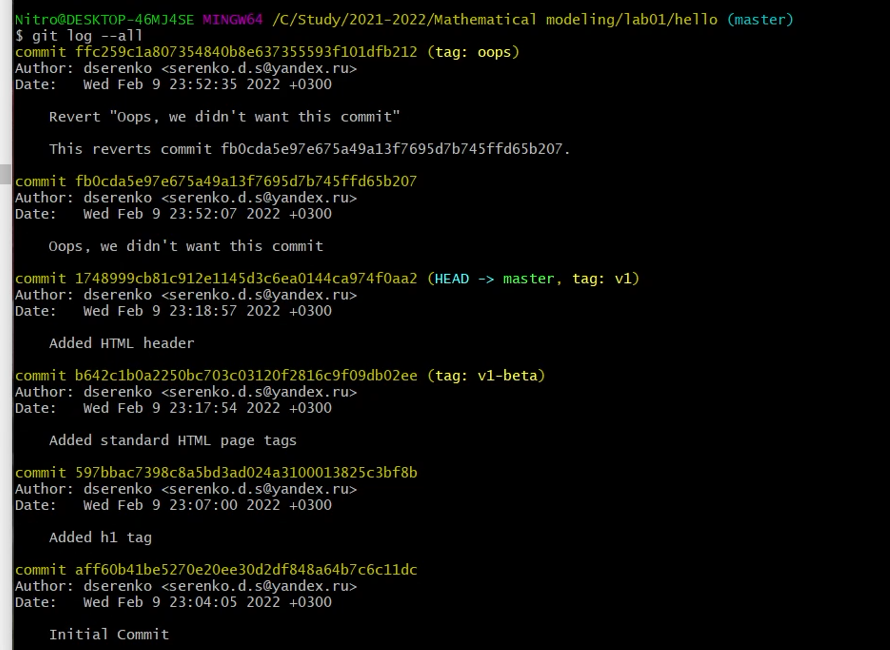 Nitro@DESKTOP-46MJ4SE MINGW64 /C/Study/2021-2022/Mathematical modeling/lab01/hello (master)
$ git log --all
commit ffc259c1a807354840b8e637355593f101dfb212 (tag: oops)
Author: dserenko <serenko.d.s@yandex.ru>
Date:   Wed Feb 9 23:52:35 2022 +0300
Revert "Oops, we didn't want this commit"
This reverts commit fb0cda5e97e675a49a13f7695d7b745ffd65b207.
commit fb0cda5e97e675a49a13f7695d7b745ffd65b207
Author: dserenko <serenko.d.s@yandex.ru>
Date:   Wed Feb 9 23:52:07 2022 +0300
Oops, we didn't want this commit
commit 1748999cb81c912e1145d3c6ea0144ca974f0aa2 (HEAD -> master, tag: v1)
Author: dserenko <serenko.d.s@yandex.ru>
Date:   Wed Feb 9 23:18:57 2022 +0300
Added HTML header
commit b642c1b0a2250bc703c03120f2816c9f09db02ee (tag: v1-beta)
Author: dserenko <serenko.d.s@yandex.ru>
Date:   Wed Feb 9 23:17:54 2022 +0300
Added standard HTML page tags
commit 597bbac7398c8a5bd3ad024a3100013825c3bf8b
Author: dserenko <serenko.d.s@yandex.ru>
Date:   Wed Feb 9 23:07:00 2022 +0300
Added h1 tag
commit aff60b41be5270e20ee30d2df848a64b7c6c11dc
Author: dserenko <serenko.d.s@yandex.ru>
Date:   Wed Feb 9 23:04:05 2022 +0300
Initial Commit